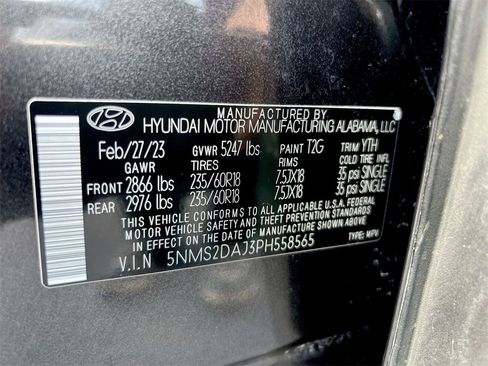 MANUFACTURED BY
HYUNDAI MOTOR MANUFACTURING ALABAMA, LLC
Feb/27/23 GVWR 5247 lbs PAINT T2G TRIM YTH
GAWR TIRES RIMS COLD TIRE INFL.
FRONT 2866 lbs 235/60R18 7.5JX18 35 psi SINGLE
REAR 2976 lbs 235/60R18 7.5JX18 35 psi SINGLE
THIS VEHICLE CONFORMS TO ALL APPLICABLE U.S.A. FEDERAL
MOTOR VEHICLE SAFETY, BUMPER, AND THEFT PREVENTION STANDARDS
IN EFFECT ON THE DATE OF MANUFACTURE SHOWN ABOVE.
V.I.N 5NMS2DAJ3PH558565 TYPE: MPV